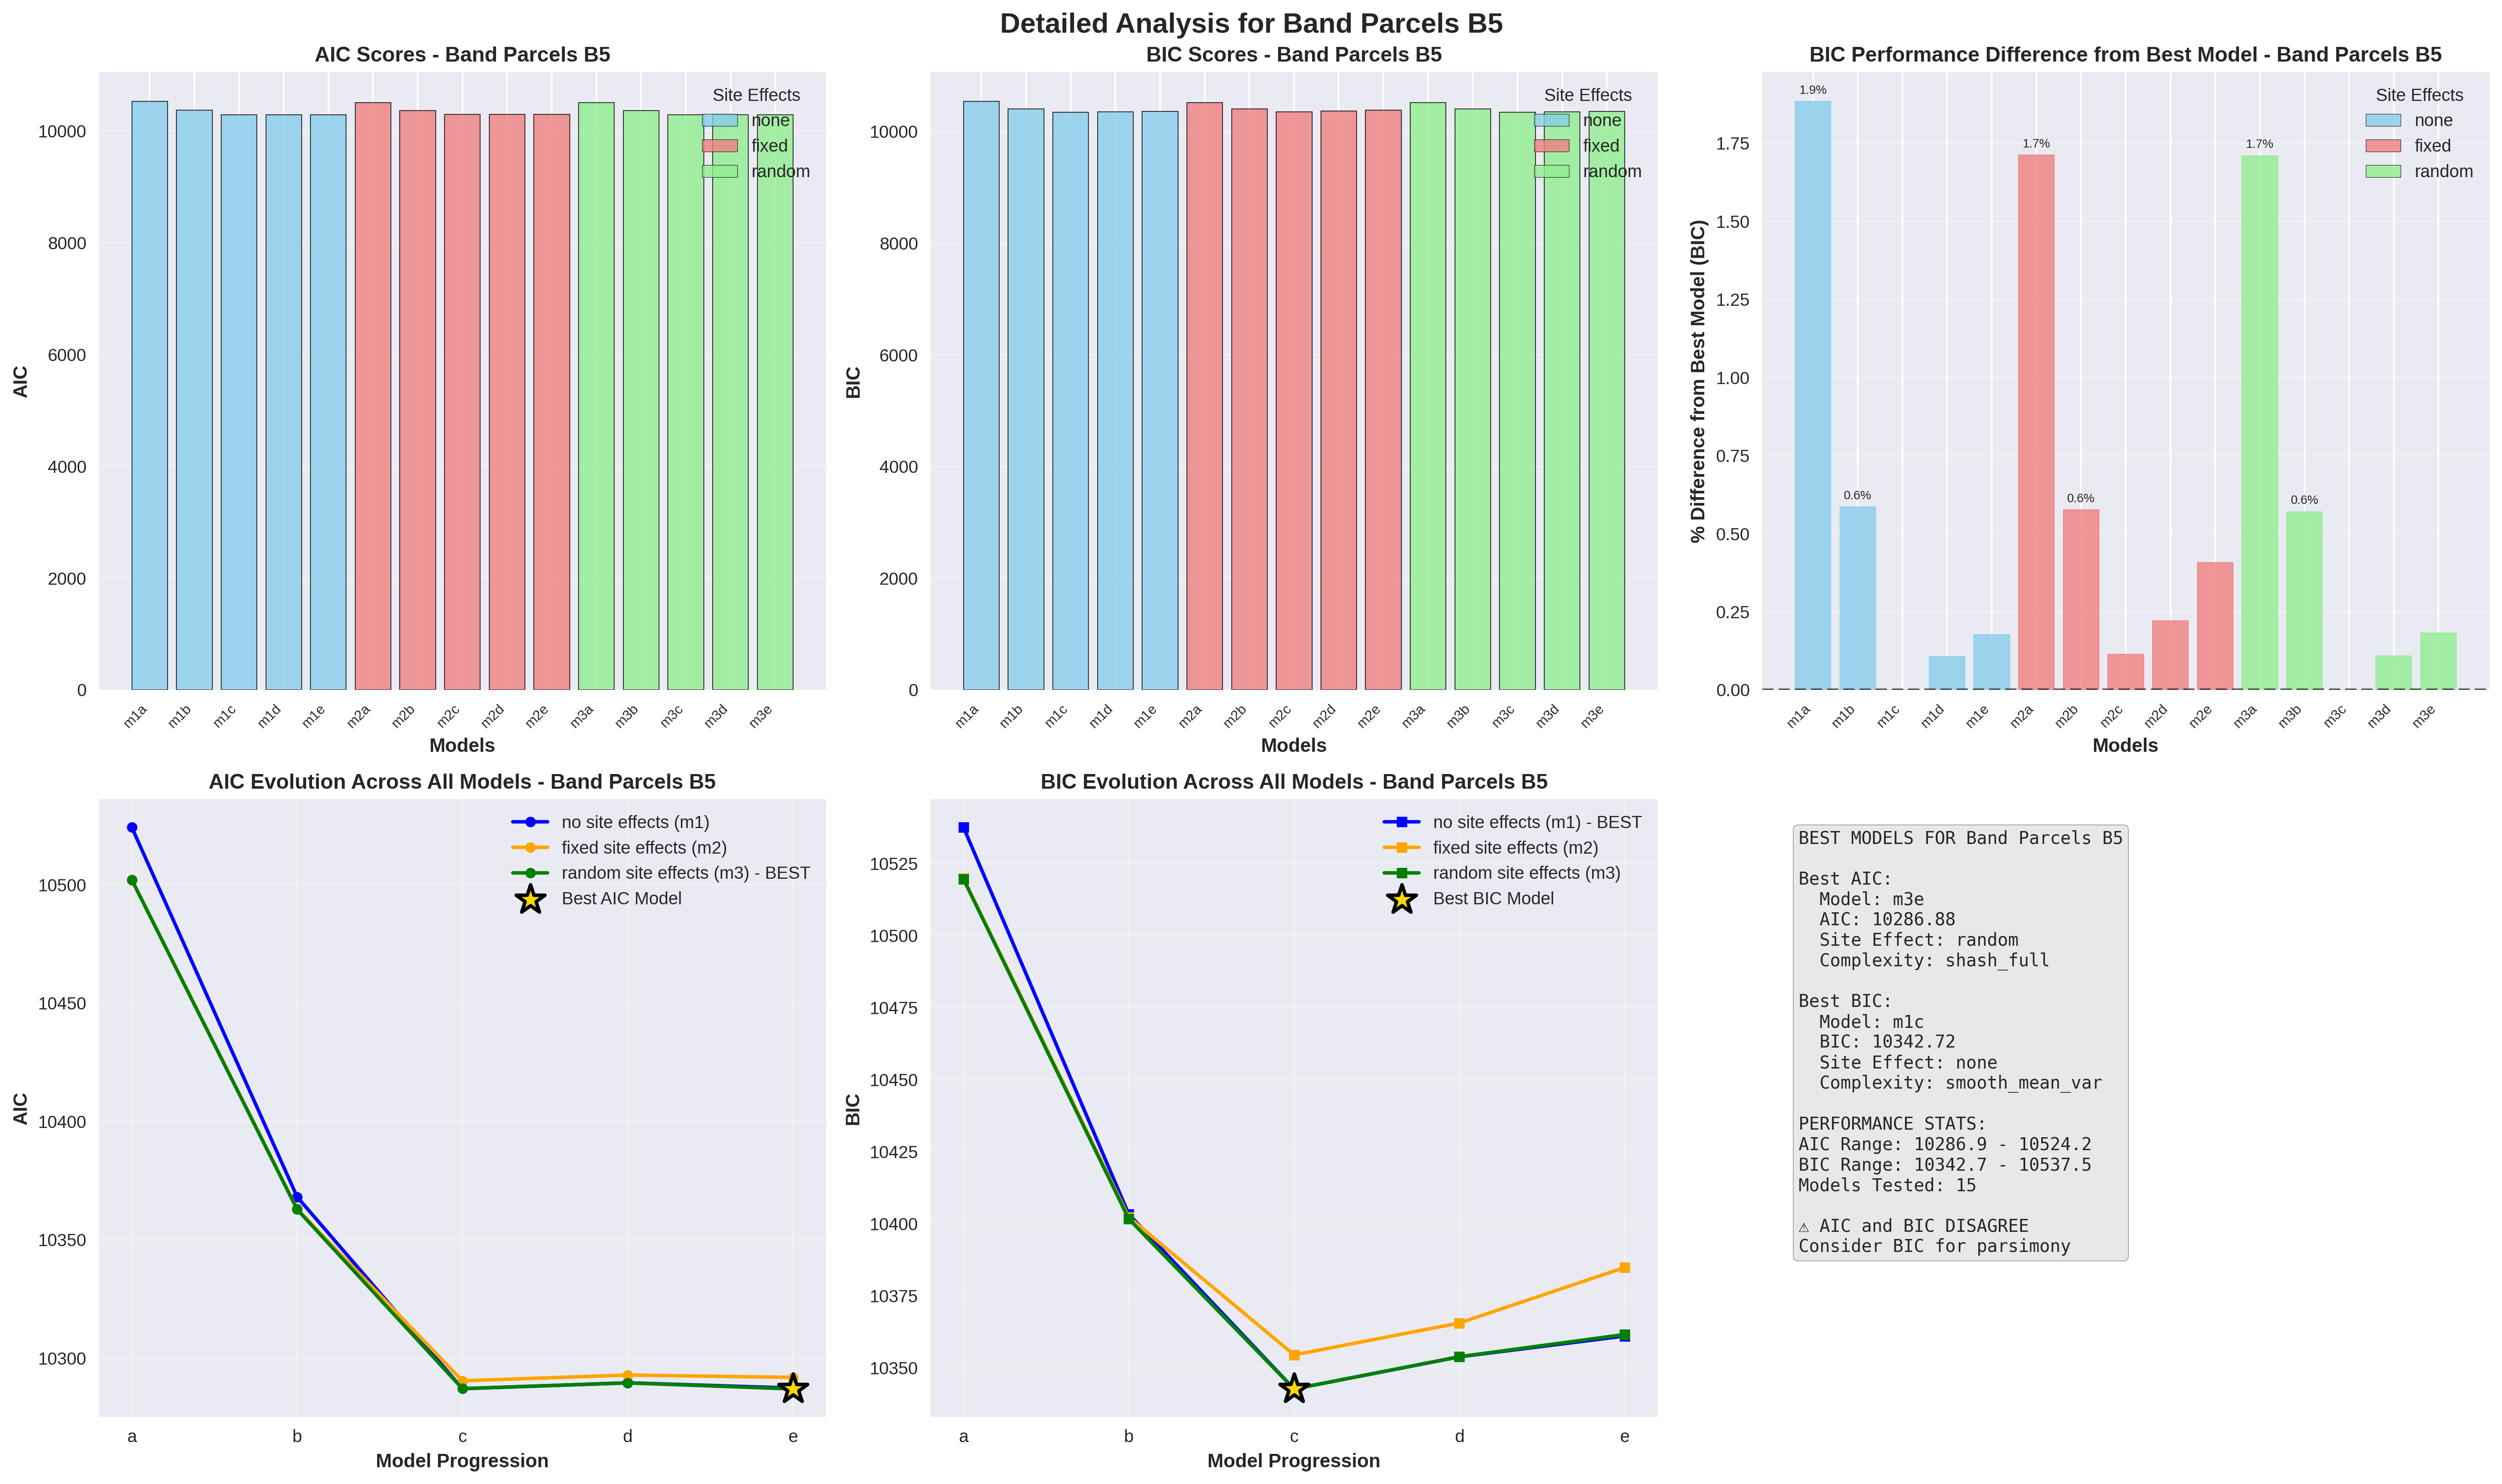 Detailed Analysis for Band Parcels B5
AIC Scores - Band Parcels B5
AIC
10000
8000
6000
4000
2000
0
Site Effects
none
fixed
random
m1a
m1b
m1c
m1d
m1e
m2a
m2b
m2c
m2d
m2e
m3a
m3b
m3c
m3d
m3e
Models
BIC Scores - Band Parcels B5
BIC
10000
8000
6000
4000
2000
0
Site Effects
none
fixed
random
m1a
m1b
m1c
m1d
m1e
m2a
m2b
m2c
m2d
m2e
m3a
m3b
m3c
m3d
m3e
Models
BIC Performance Difference from Best Model - Band Parcels B5
% Difference from Best Model (BIC)
1.75
1.50
1.25
1.00
0.75
0.50
0.25
0.00
1.9%
0.6%
1.7%
0.6%
1.7%
0.6%
Site Effects
none
fixed
random
m1a
m1b
m1c
m1d
m1e
m2a
m2b
m2c
m2d
m2e
m3a
m3b
m3c
m3d
m3e
Models
AIC Evolution Across All Models - Band Parcels B5
AIC
10500
10450
10400
10350
10300
no site effects (m1)
fixed site effects (m2)
random site effects (m3) - BEST
Best AIC Model
a
b
c
d
e
Model Progression
BIC Evolution Across All Models - Band Parcels B5
BIC
10525
10500
10475
10450
10425
10400
10375
10350
no site effects (m1) - BEST
fixed site effects (m2)
random site effects (m3)
Best BIC Model
a
b
c
d
e
Model Progression
BEST MODELS FOR Band Parcels B5
Best AIC:
Model: m3e
AIC: 10286.88
Site Effect: random
Complexity: shash_full
Best BIC:
Model: m1c
BIC: 10342.72
Site Effect: none
Complexity: smooth_mean_var
PERFORMANCE STATS:
AIC Range: 10286.9 - 10524.2
BIC Range: 10342.7 - 10537.5
Models Tested: 15
⚠ AIC and BIC DISAGREE
Consider BIC for parsimony